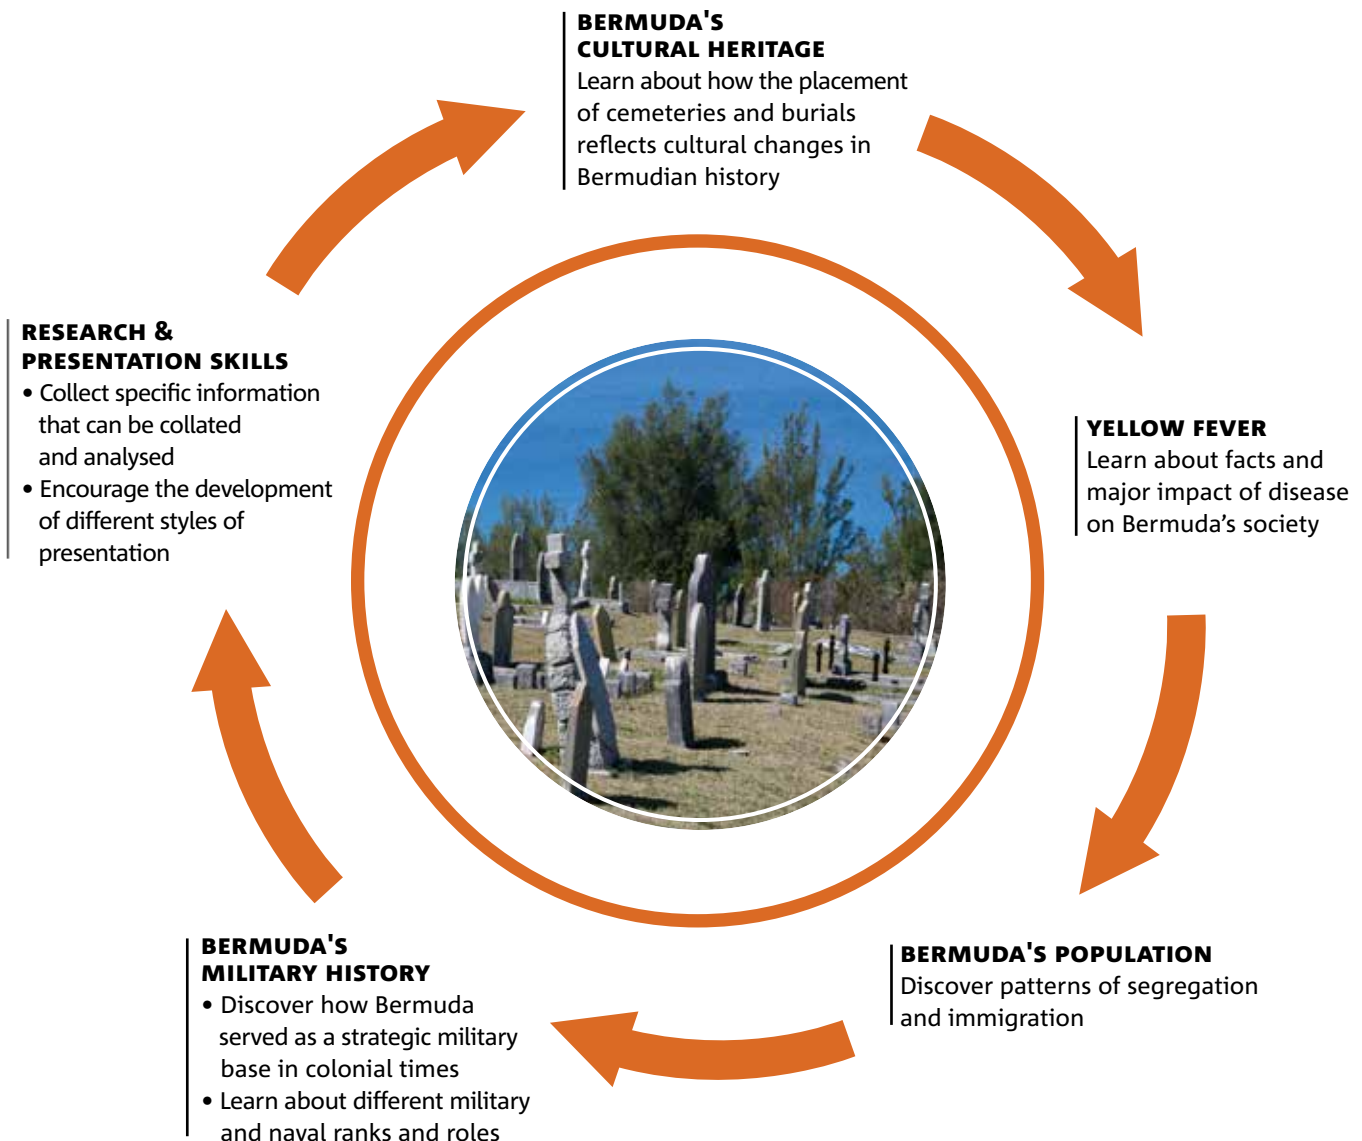 BERMUDA'S
CULTURAL HERITAGE
Learn about how the placement
of cemeteries and burials
reflects cultural changes in
Bermudian history
YELLOW FEVER
Learn about facts and
major impact of disease
on Bermuda’s society
BERMUDA'S POPULATION
Discover patterns of segregation
and immigration
BERMUDA'S
MILITARY HISTORY
• Discover how Bermuda
served as a strategic military
base in colonial times
• Learn about different military
and naval ranks and roles
RESEARCH &
PRESENTATION SKILLS
• Collect specific information
that can be collated
and analysed
• Encourage the development
of different styles of
presentation